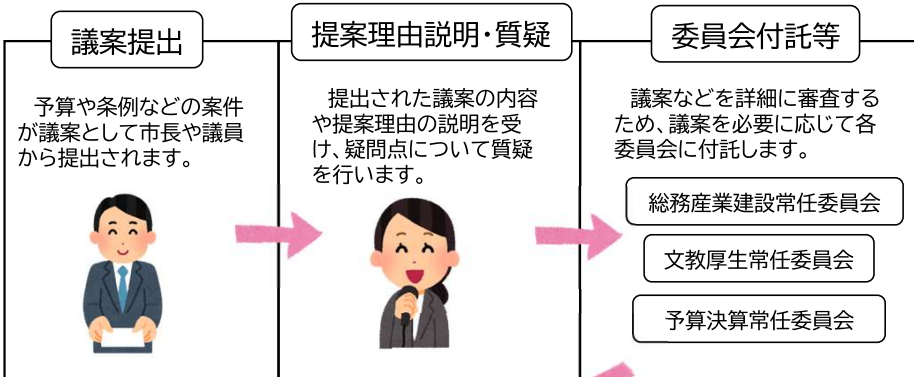 議案提出
予算や条例などの案件
が議案として市長や議員
から提出されます。
提案理由説明・質疑
提出された議案の内容
や提案理由の説明を受
け、疑問点について質疑
を行います。
委員会付託等
議案などを詳細に審査する
ため、議案を必要に応じて各
委員会に付託します。
総務産業建設常任委員会
文教厚生常任委員会
予算決算常任委員会